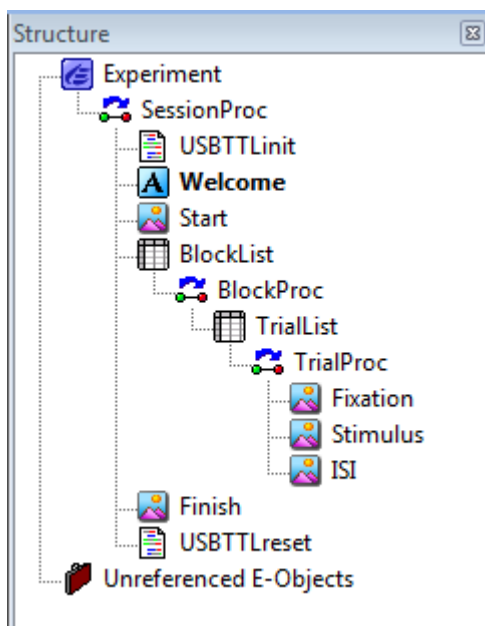 Structure
Experiment
SessionProc
USBTTLinit
Welcome
Start
BlockList
BlockProc
TrialList
TrialProc
Fixation
Stimulus
ISI
Finish
USBTTLreset
Unreferenced E-Objects